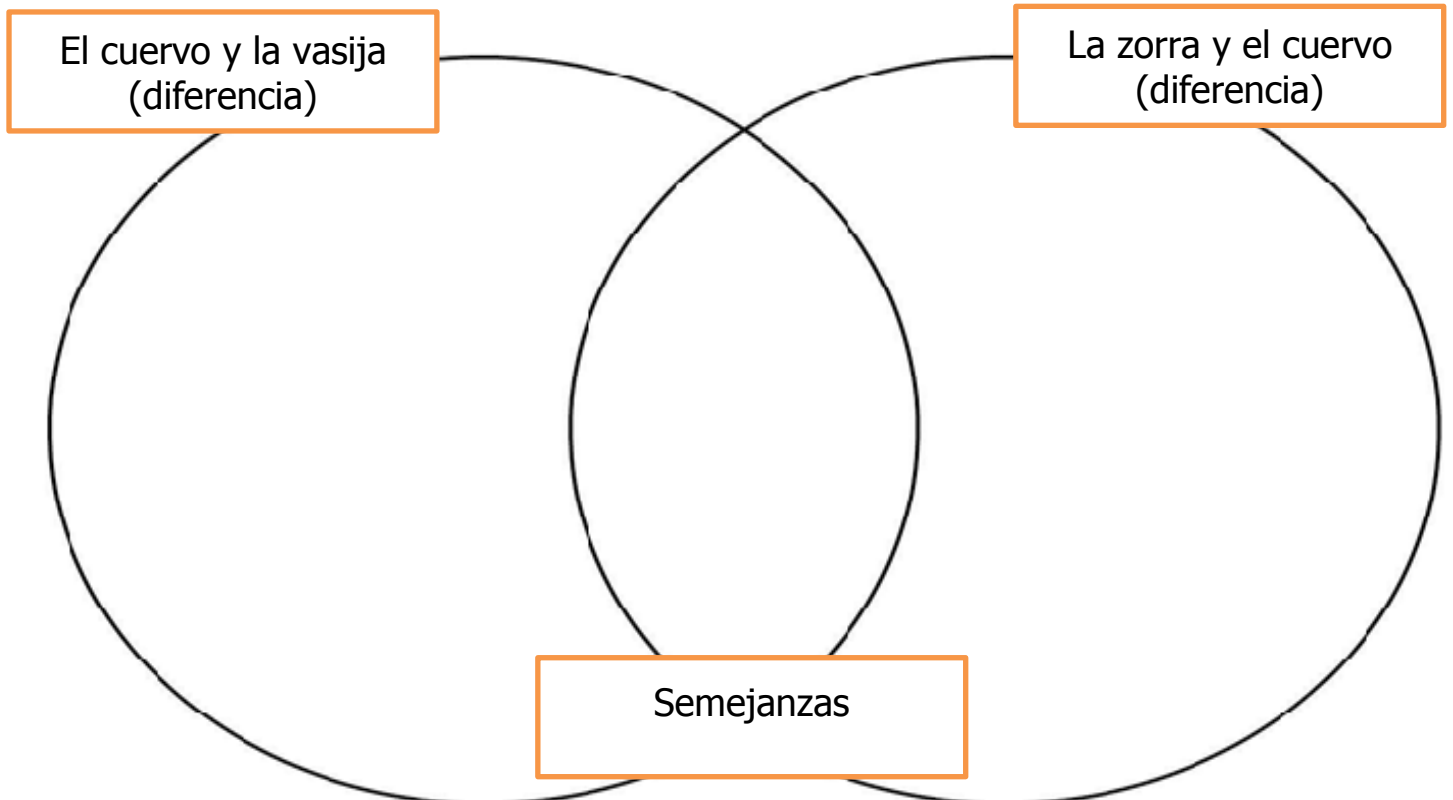 El cuervo y la vasija
(diferencia)
La zorra y el cuervo
(diferencia)
Semejanzas